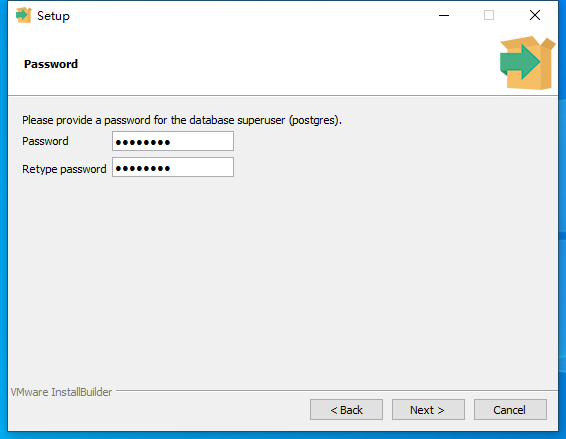 Setup
Password
Please provide a password for the database superuser (postgres).
Password ••••••••
Retype password ••••••••
VMware InstallBuilder
< Back Next > Cancel